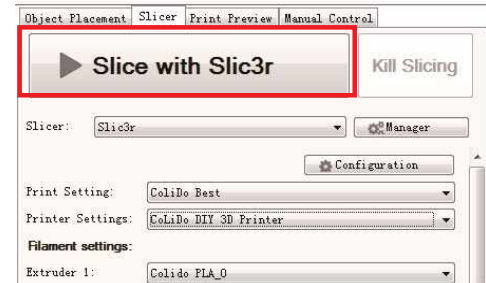 Object Placement Slicer Print Preview Manual Control
Slice with Slic3r Kill Slicing
Slicer: Slic3r Manager
Configuration
Print Setting: CoLiDo Best
Printer Settings: CoLiDo DIY 3D Printer
Filament settings:
Extruder 1: Colido PLA_0